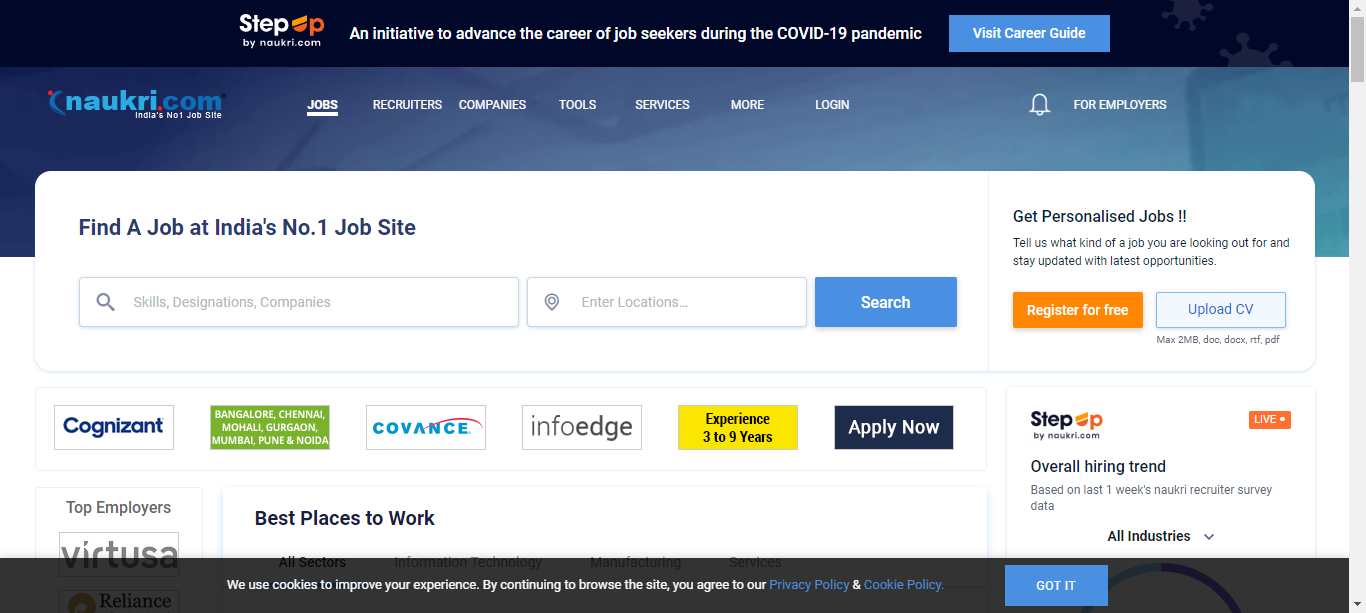 StepUp
by naukri.com
An initiative to advance the career of job seekers during the COVID-19 pandemic
Visit Career Guide
naukri.com
India's No1 Job Site
JOBS
RECRUITERS
COMPANIES
TOOLS
SERVICES
MORE
LOGIN
FOR EMPLOYERS
Find A Job at India's No.1 Job Site
Skills, Designations, Companies
Enter Locations...
Search
Get Personalised Jobs !!
Tell us what kind of a job you are looking out for and
stay updated with latest opportunities.
Register for free
Upload CV
Max 2MB, doc, docx, rtf, pdf
Cognizant
BANGALORE, CHENNAI,
MOHALI, GURGAON,
MUMBAI, PUNE & NOIDA
COVANCE
infoedge
Experience
3 to 9 Years
Apply Now
StepUp
by naukri.com
LIVE
Overall hiring trend
Based on last 1 week's naukri recruiter survey
data
All Industries
Top Employers
virtusa
Reliance
Best Places to Work
All Sectors
Information Technology
Manufacturing
Services
We use cookies to improve your experience. By continuing to browse the site, you agree to our Privacy Policy & Cookie Policy.
GOT IT